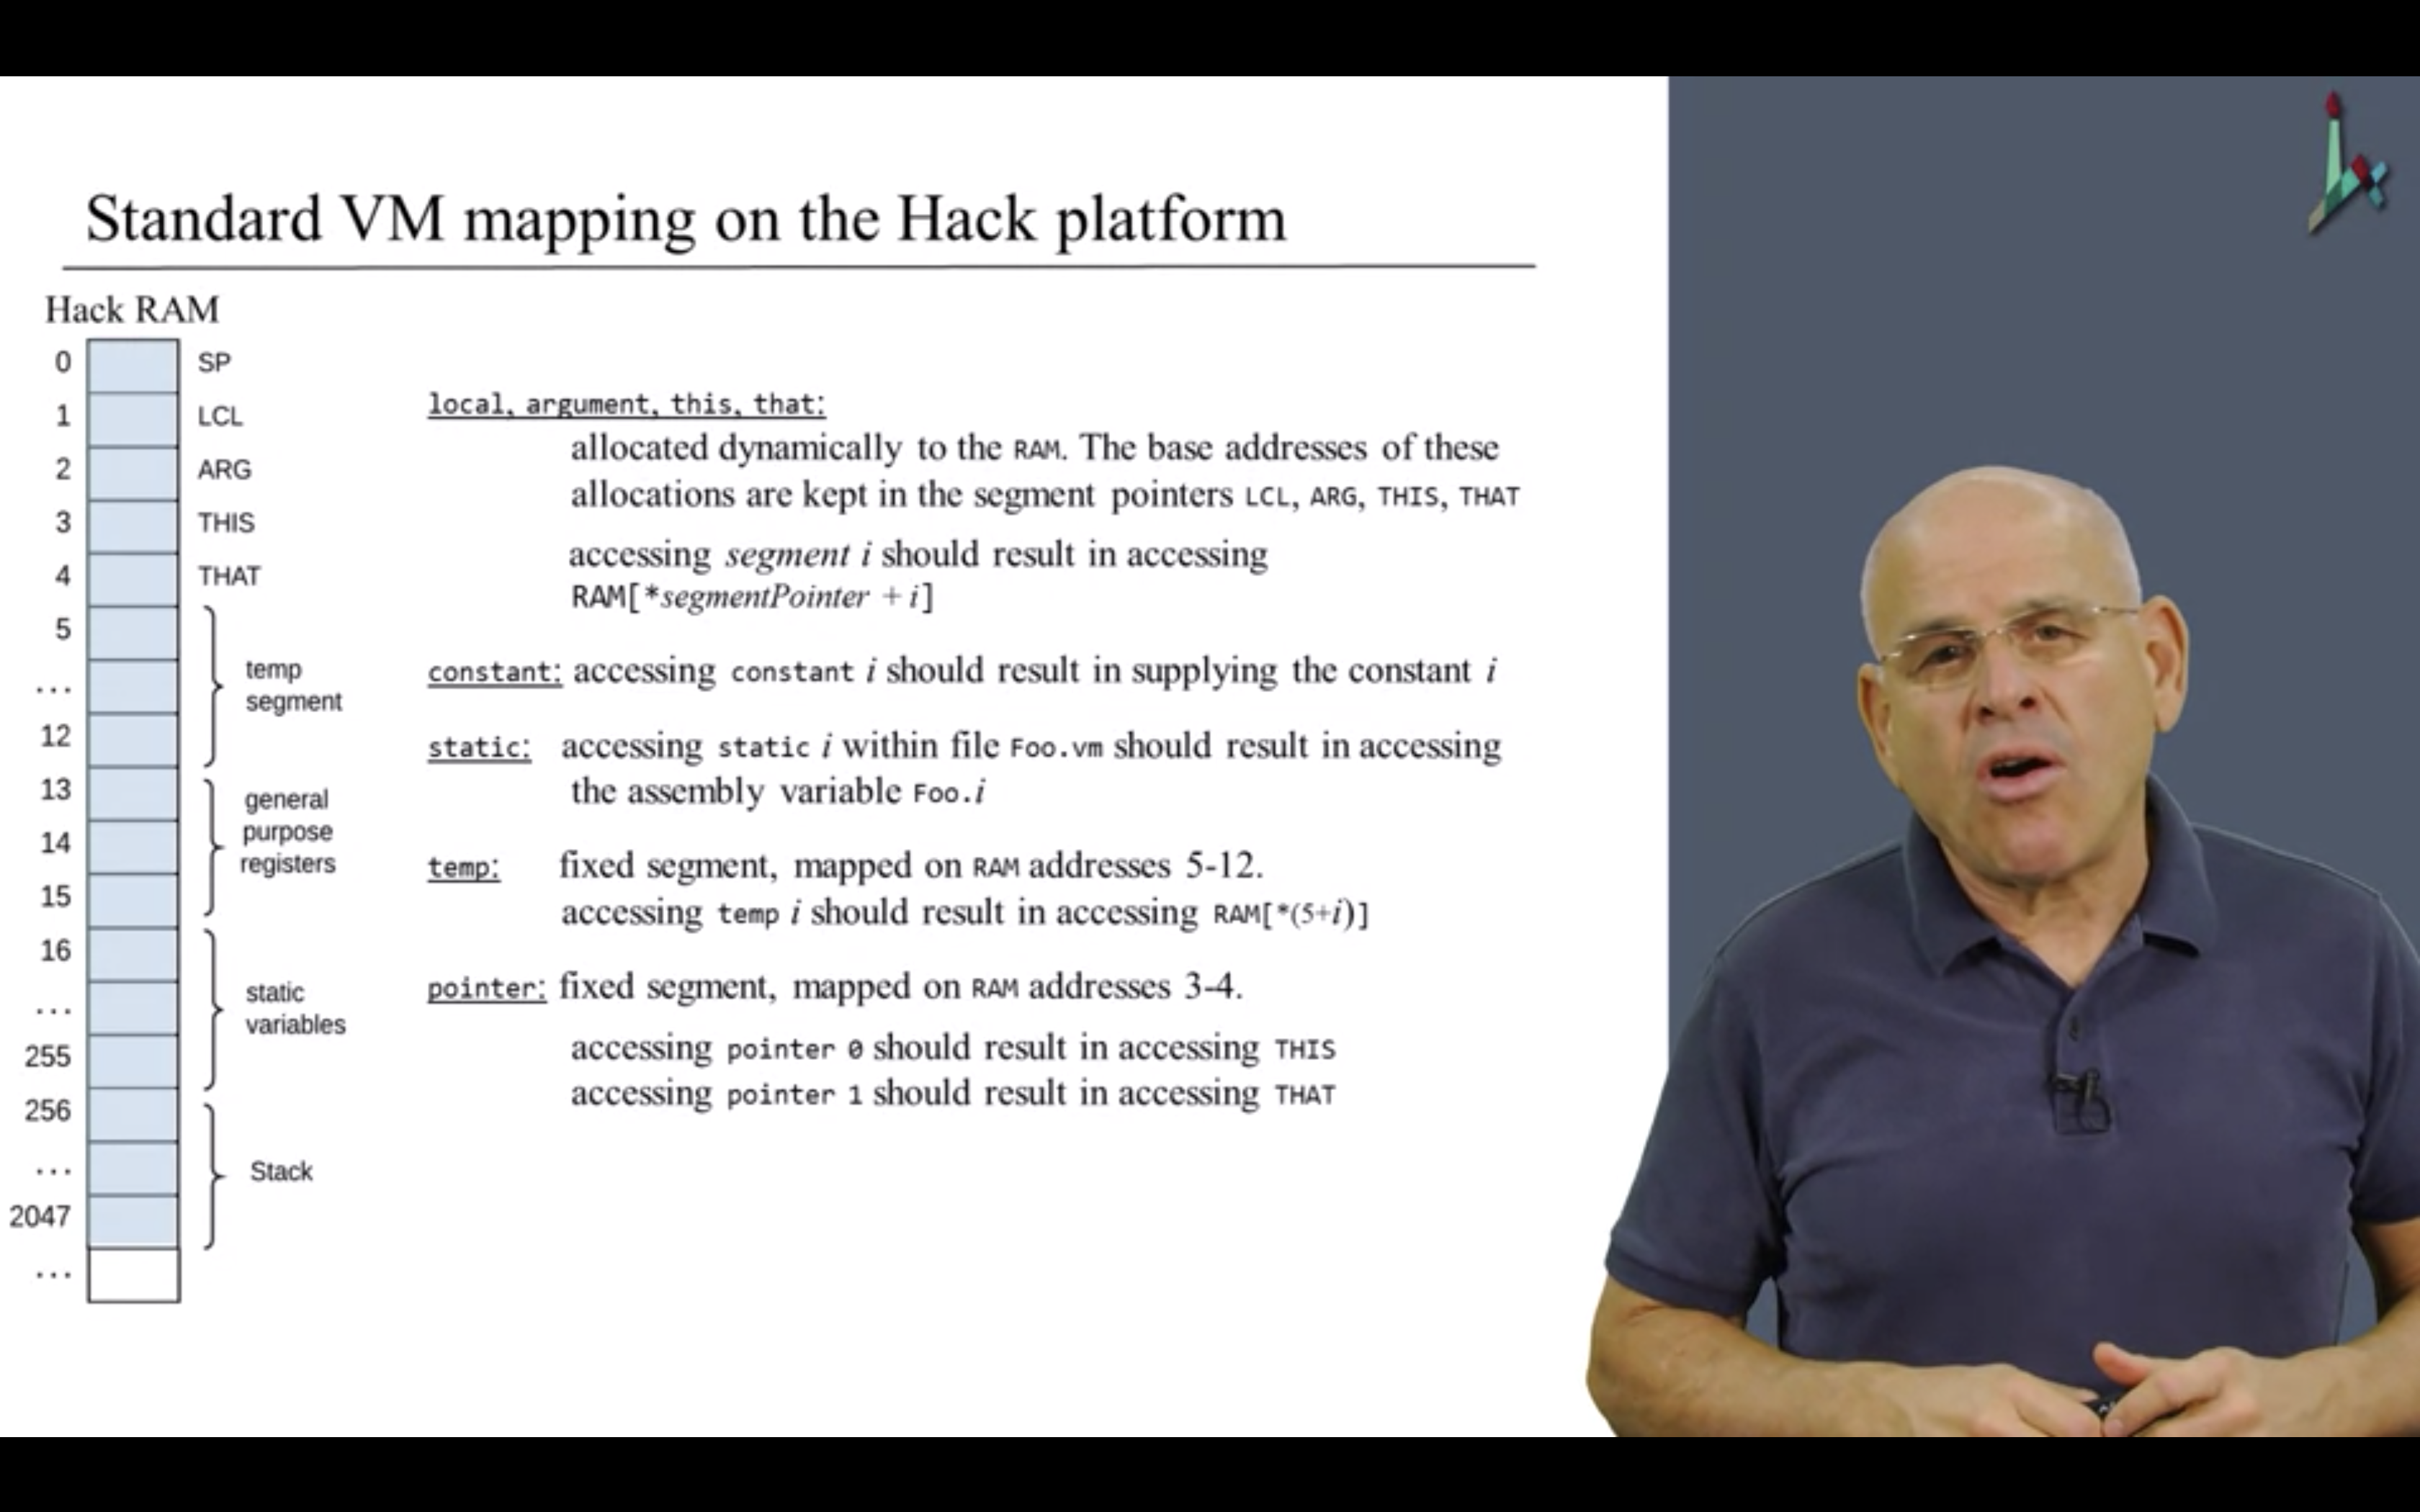 Standard VM mapping on the Hack platform
Hack RAM
0 SP
1 LCL
2 ARG
3 THIS
4 THAT
5
...
12
temp
segment
13
14
15
general
purpose
registers
16
...
255
static
variables
256
...
2047
Stack
...
local, argument, this, that:
allocated dynamically to the RAM. The base addresses of these
allocations are kept in the segment pointers LCL, ARG, THIS, THAT
accessing segment i should result in accessing
RAM[*segmentPointer + i]
constant: accessing constant i should result in supplying the constant i
static: accessing static i within file Foo.vm should result in accessing
the assembly variable Foo.i
temp: fixed segment, mapped on RAM addresses 5-12.
accessing temp i should result in accessing RAM[*(5+i)]
pointer: fixed segment, mapped on RAM addresses 3-4.
accessing pointer 0 should result in accessing THIS
accessing pointer 1 should result in accessing THAT